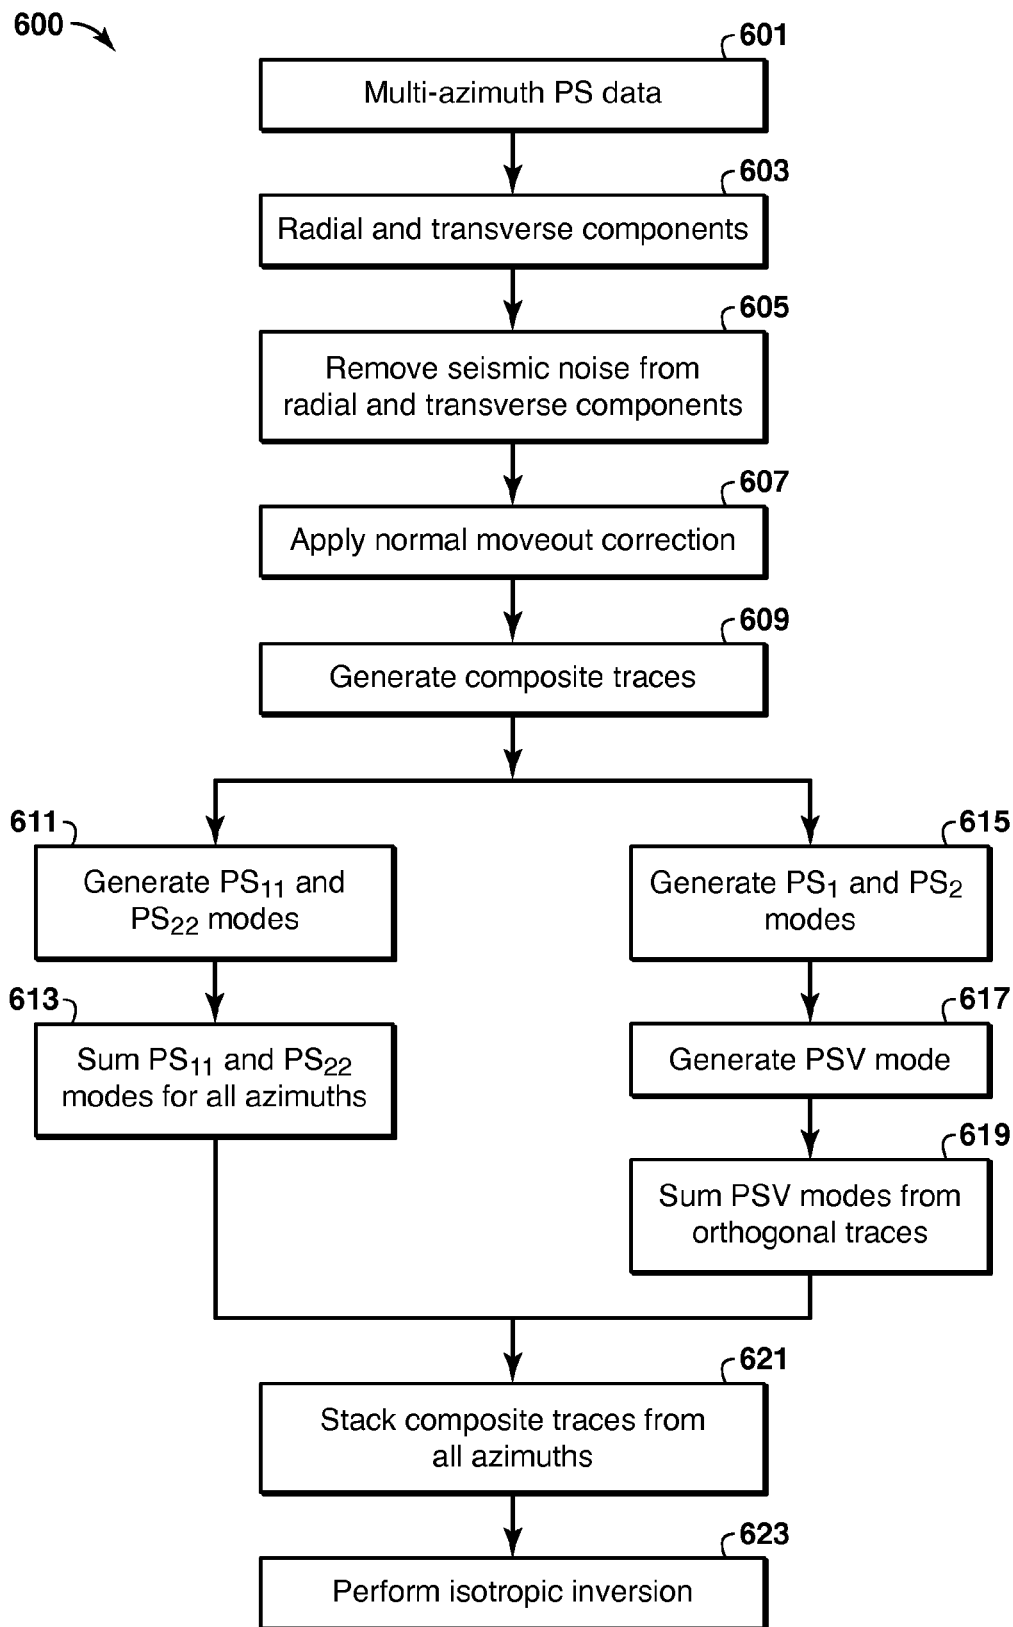 600
601
Multi-azimuth PS data
603
Radial and transverse components
605
Remove seismic noise from
radial and transverse components
607
Apply normal moveout correction
609
Generate composite traces
611
Generate PS11 and
PS22 modes
613
Sum PS11 and PS22
modes for all azimuths
615
Generate PS1 and PS2
modes
617
Generate PSV mode
619
Sum PSV modes from
orthogonal traces
621
Stack composite traces from
all azimuths
623
Perform isotropic inversion